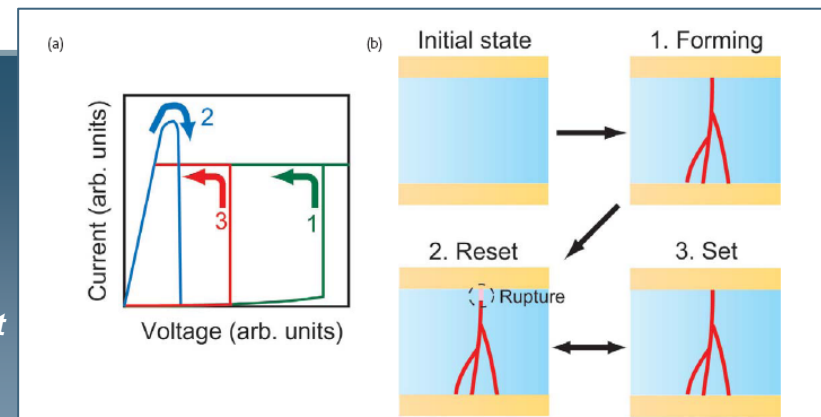 (a)
Current (arb. units)
2
3
1
Voltage (arb. units)
t
(b)
Initial state
1. Forming
2. Reset
3. Set
Rupture